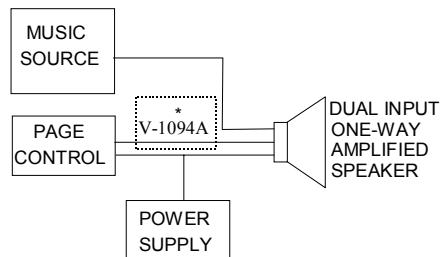 MUSIC
SOURCE
*
V-1094A
PAGE
CONTROL
DUAL INPUT
ONE-WAY
AMPLIFIED
SPEAKER
POWER
SUPPLY